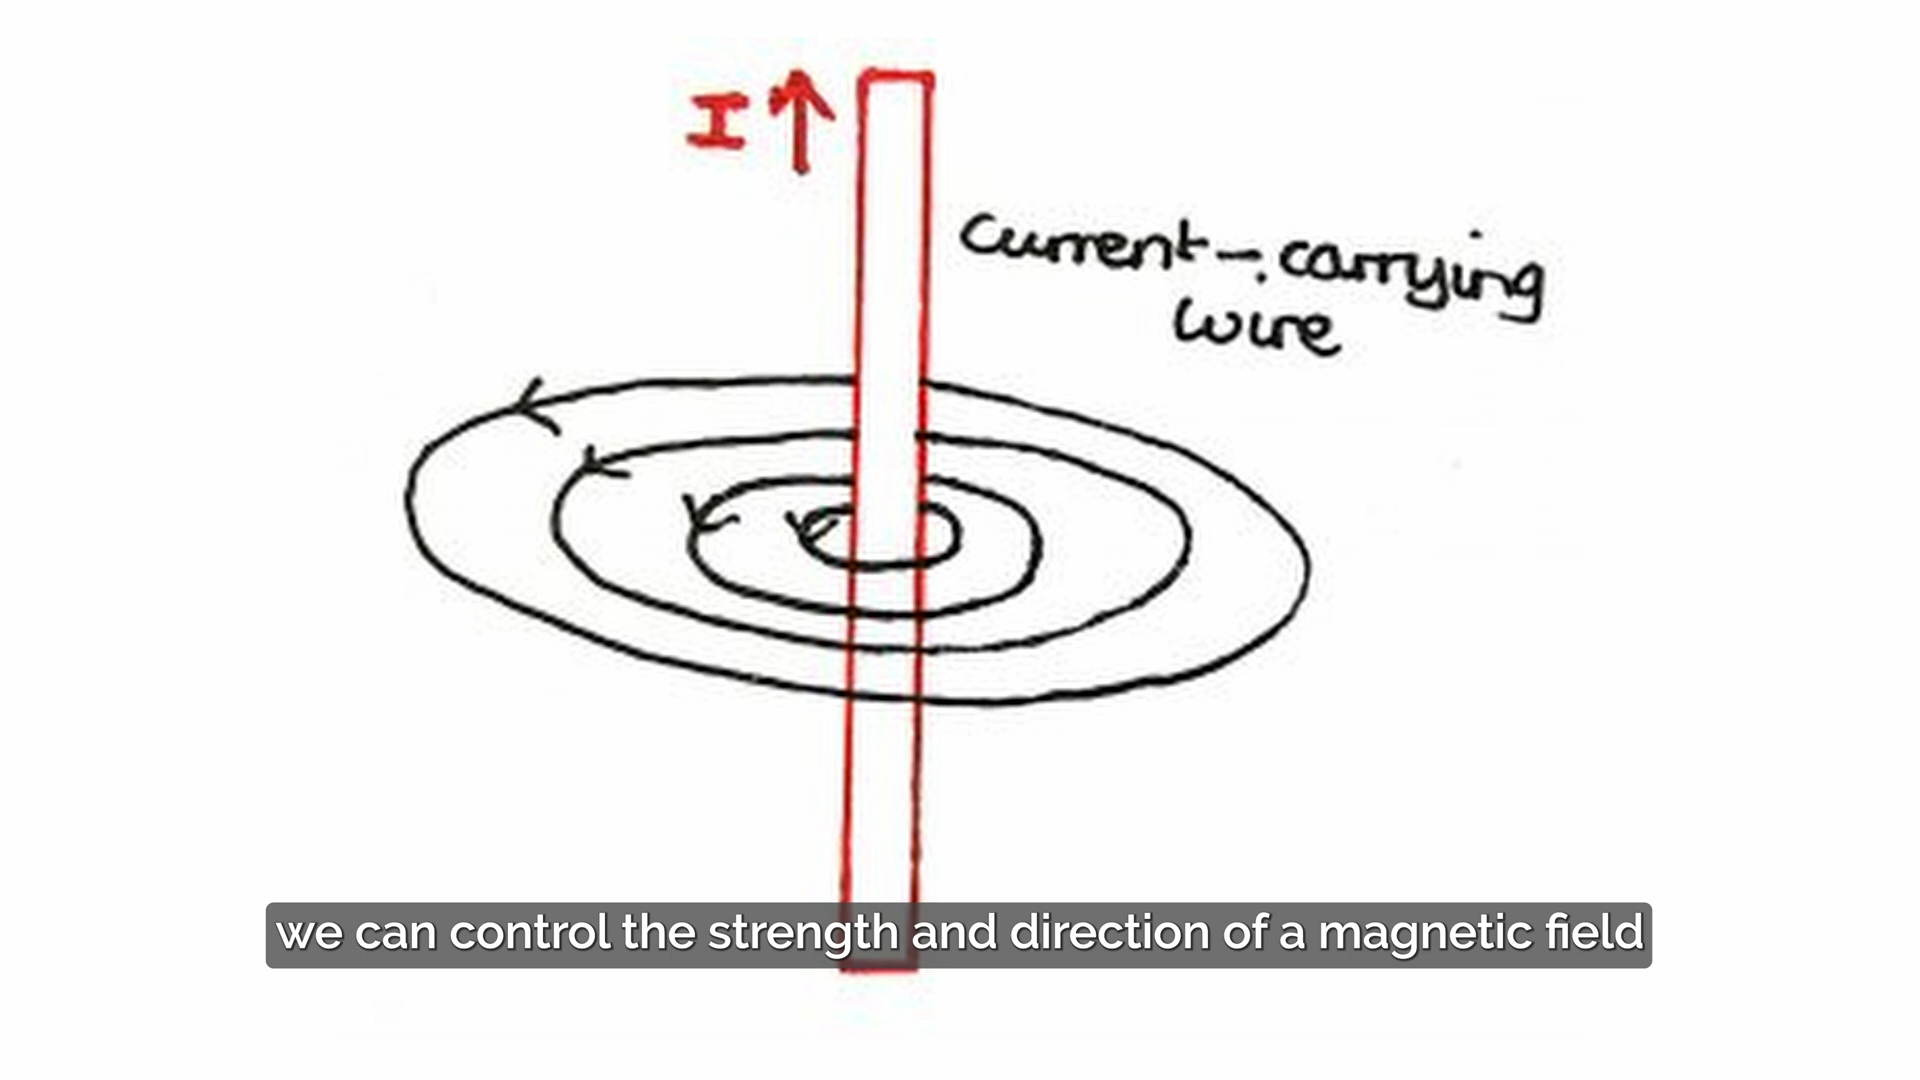 I
Current-carrying
wire
we can control the strength and direction of a magnetic field